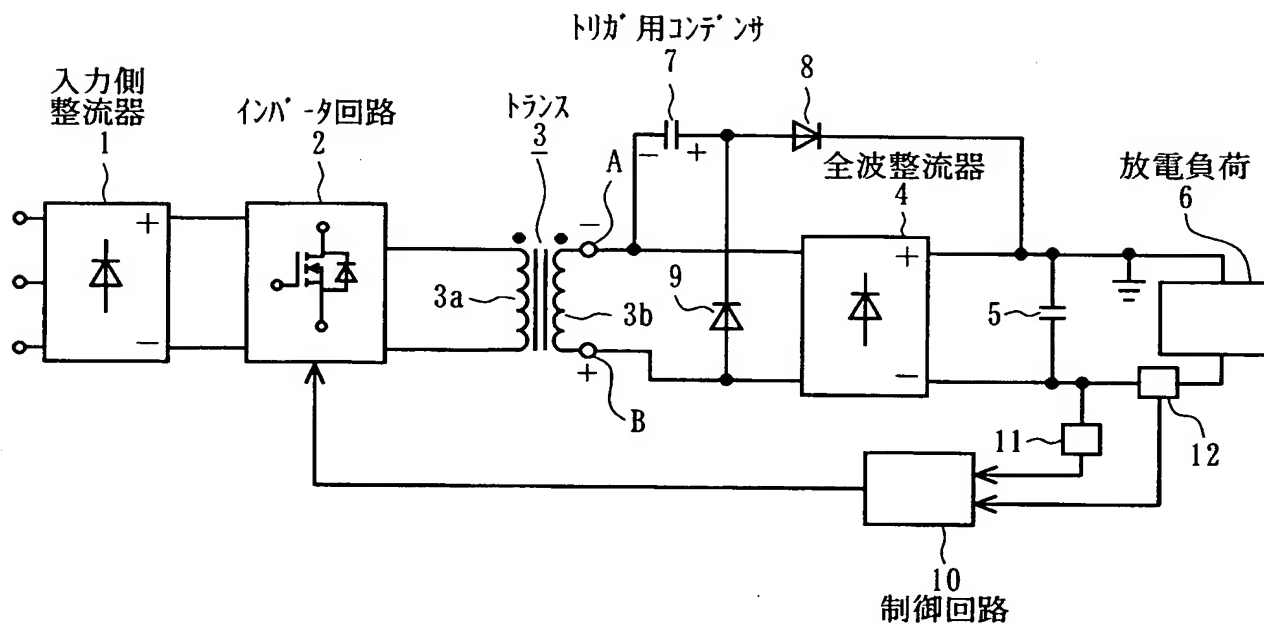 トリガ用コンデンサ
7
8
入力側
整流器
1
インバータ回路
2
トランス
3
A
全波整流器
4
放電負荷
6
3a
3b
9
5
B
11
12
10
制御回路
+
-
-
+
-
+
+
-